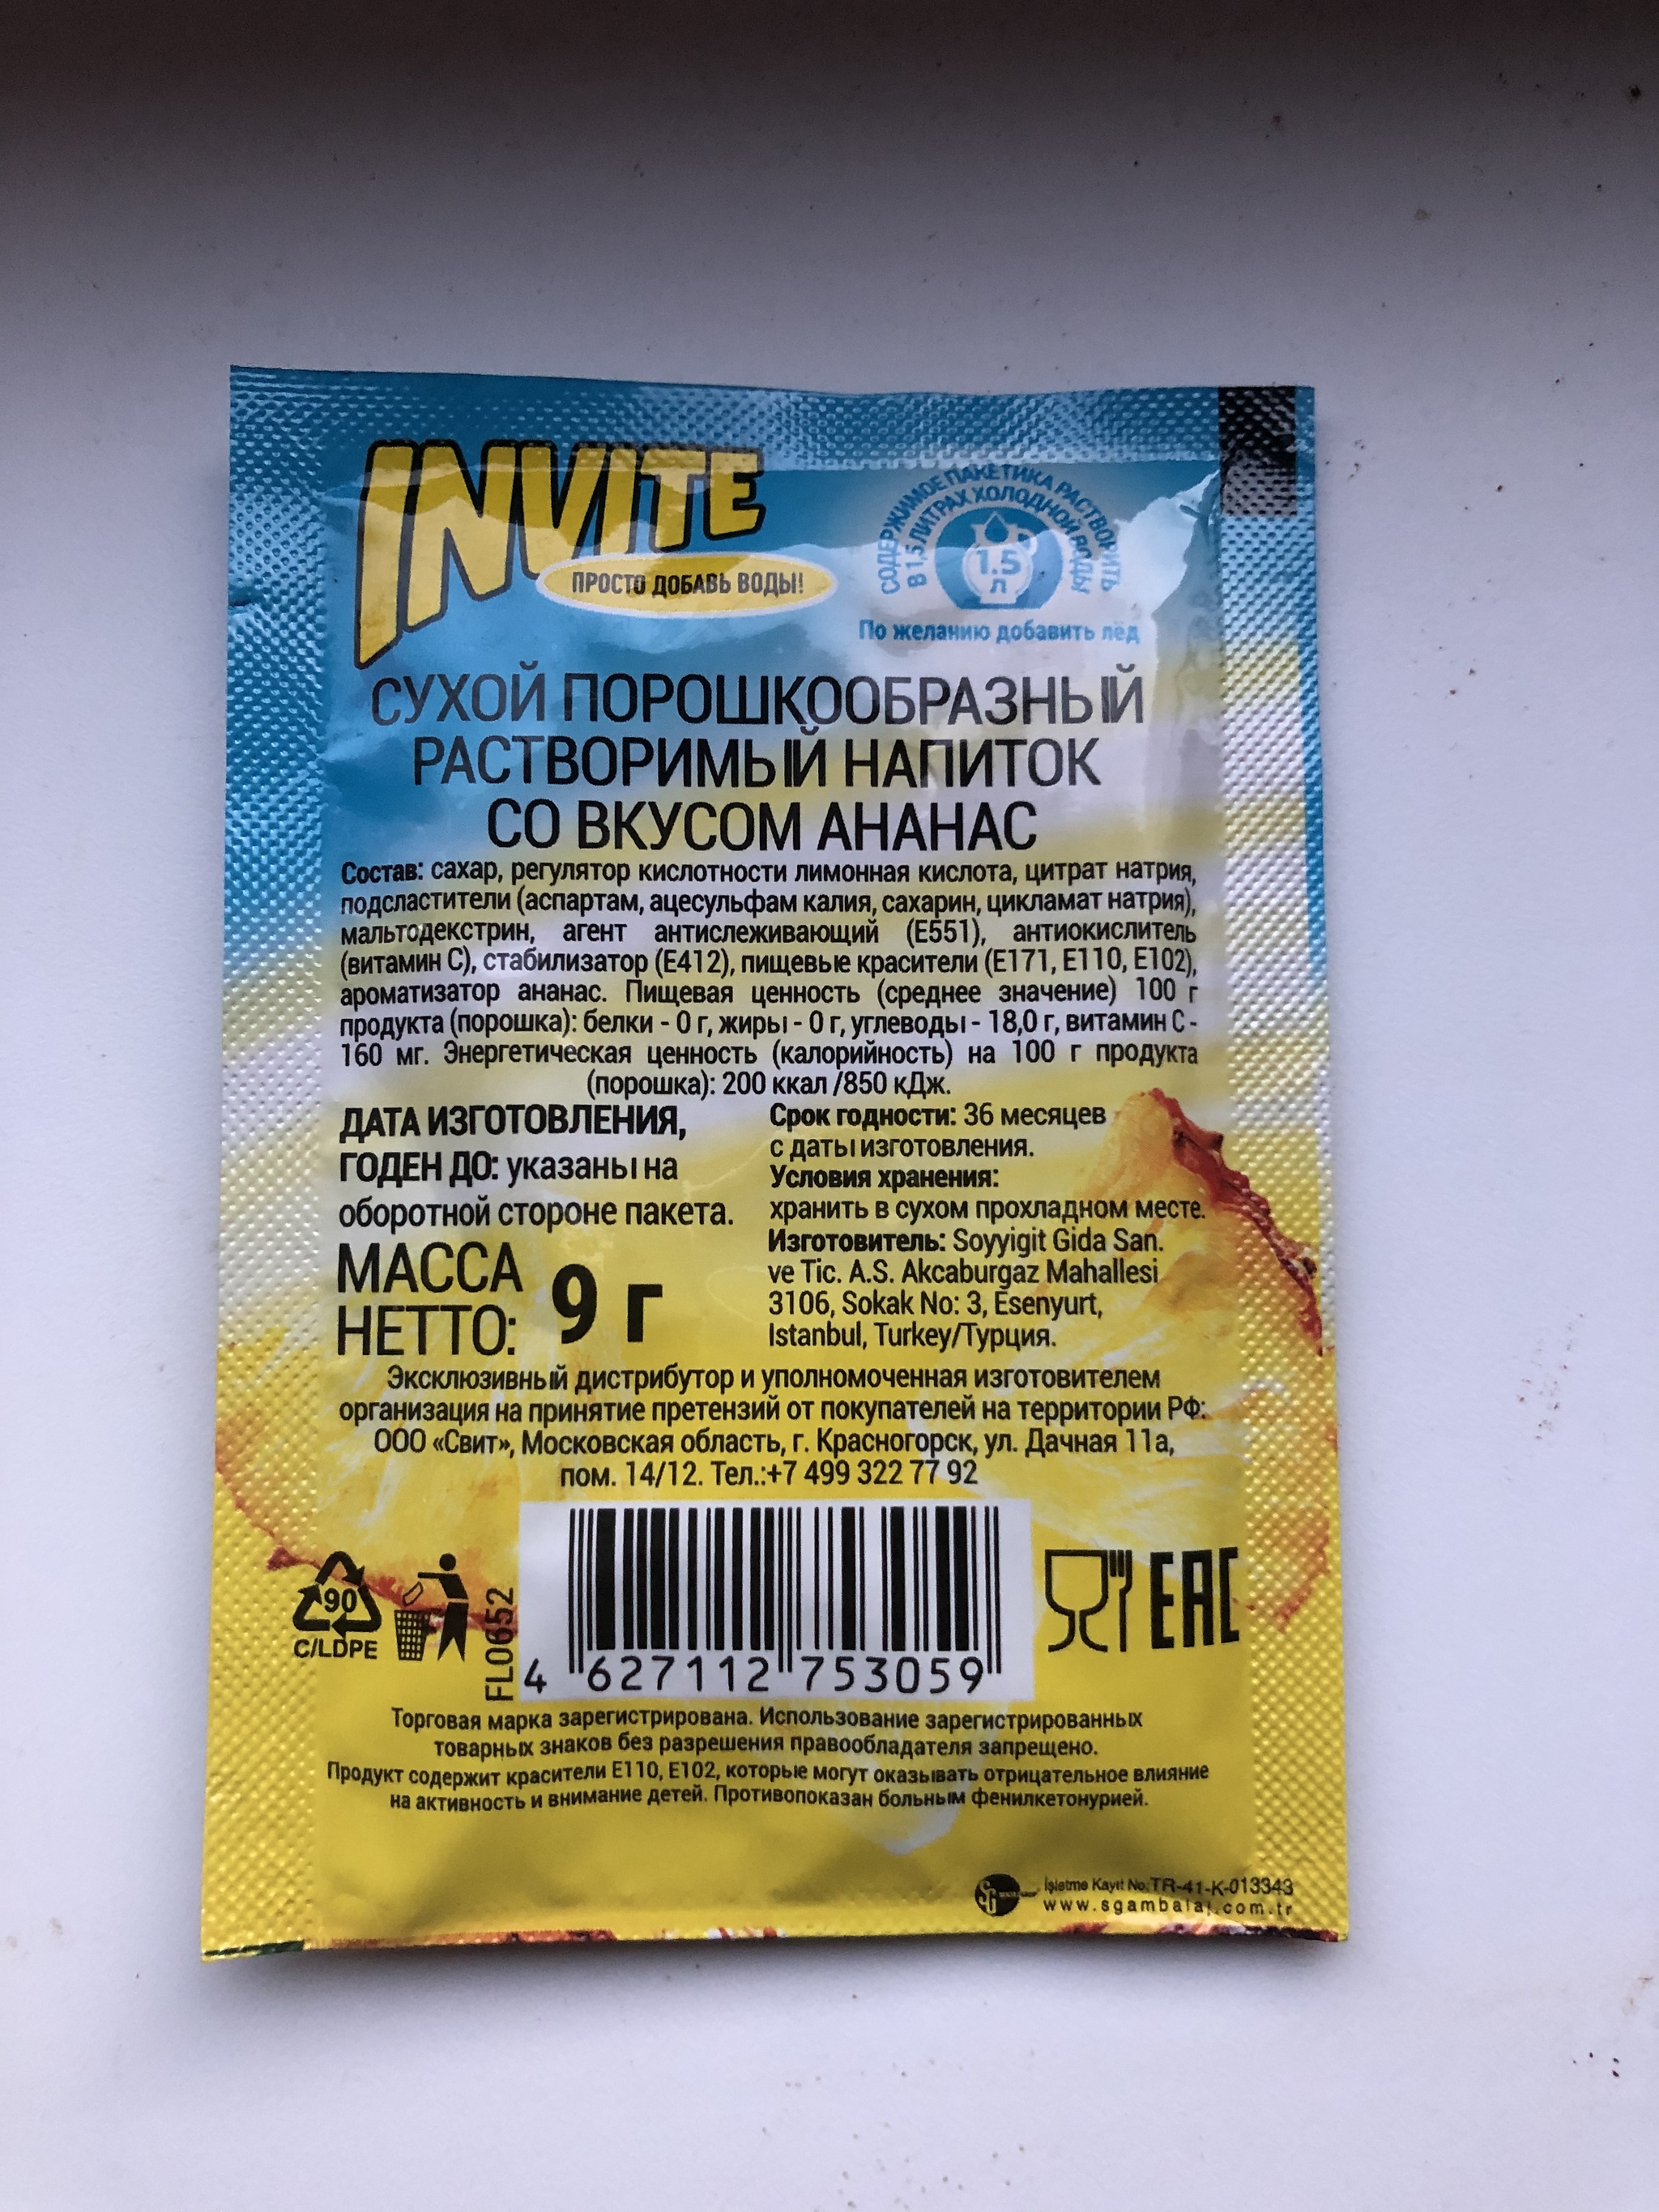 INVITE
ПРОСТО ДОБАВЬ ВОДЫ!
СОДЕРЖИМОЕ ПАКЕТИКА РАСТВОРИТЬ
В 1,5 ЛИТРАХ ХОЛОДНОЙ ВОДЫ
1.5
л
По желанию добавить лёд
СУХОЙ ПОРОШКООБРАЗНЫЙ
РАСТВОРИМЫЙ НАПИТОК
СО ВКУСОМ АНАНАС
Состав: сахар, регулятор кислотности лимонная кислота, цитрат натрия,
подсластители (аспартам, ацесульфам калия, сахарин, цикламат натрия),
мальтодекстрин, агент антислеживающий (Е551), антиокислитель
(витамин С), стабилизатор (Е412), пищевые красители (Е171, Е110, Е102),
ароматизатор ананас. Пищевая ценность (среднее значение) 100 г
продукта (порошка): белки - 0 г, жиры - 0 г, углеводы - 18,0 г, витамин С -
160 мг. Энергетическая ценность (калорийность) на 100 г продукта
(порошка): 200 ккал /850 кДж.
ДАТА ИЗГОТОВЛЕНИЯ,
ГОДЕН ДО: указаны на
оборотной стороне пакета.
МАССА
НЕТТО: 9 г
Срок годности: 36 месяцев
с даты изготовления.
Условия хранения:
хранить в сухом прохладном месте.
Изготовитель: Soyyigit Gida San.
ve Tic. A.S. Akcaburgaz Mahallesi
3106, Sokak No: 3, Esenyurt,
Istanbul, Turkey/Турция.
Эксклюзивный дистрибутор и уполномоченная изготовителем
организация на принятие претензий от покупателей на территории РФ:
ООО «Свит», Московская область, г. Красногорск, ул. Дачная 11а,
пом. 14/12. Тел.:+7 499 322 77 92
90
C/LDPE
FL0652
4 627112 753059
EAC
Торговая марка зарегистрирована. Использование зарегистрированных
товарных знаков без разрешения правообладателя запрещено.
Продукт содержит красители Е110, Е102, которые могут оказывать отрицательное влияние
на активность и внимание детей. Противопоказан больным фенилкетонурией.
SG
İşletme Kayıt No:TR-41-K-013343
www.sgambalaj.com.tr